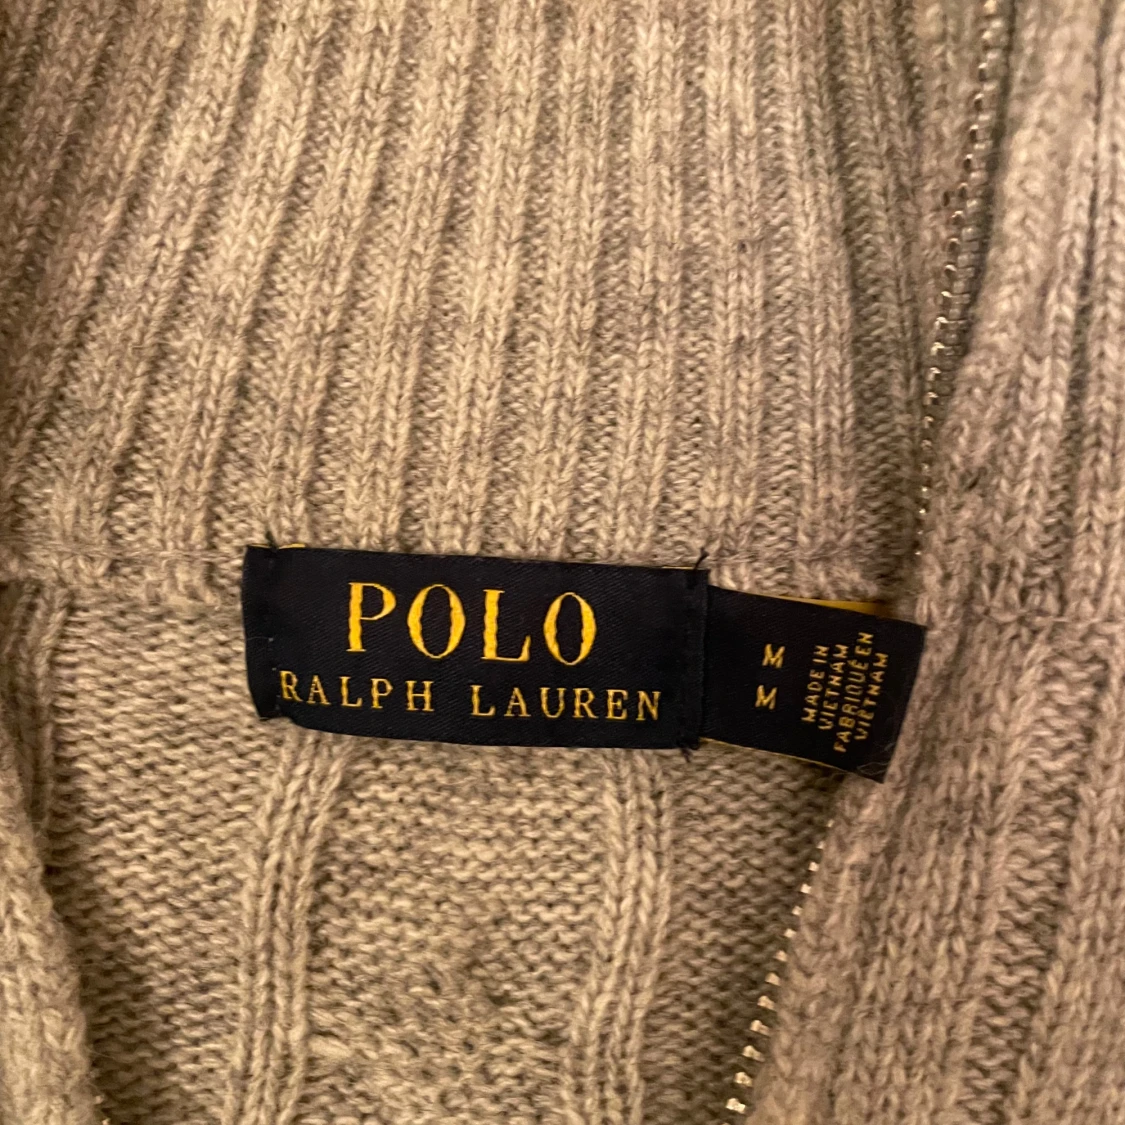 POLO
RALPH LAUREN
M
M
MADE IN
VIETNAM
FABRIQUÉ EN
VIETNAM